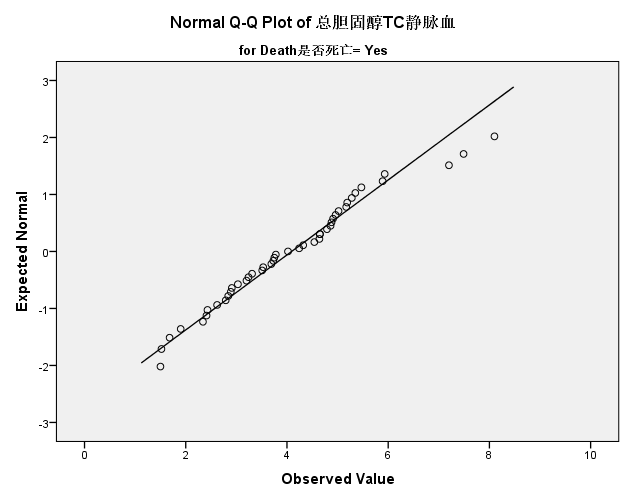 Normal Q-Q Plot of 总胆固醇TC静脉血
for Death是否死亡= Yes
3
2
1
0
-1
-2
-3
Expected Normal
0 2 4 6 8 10
Observed Value